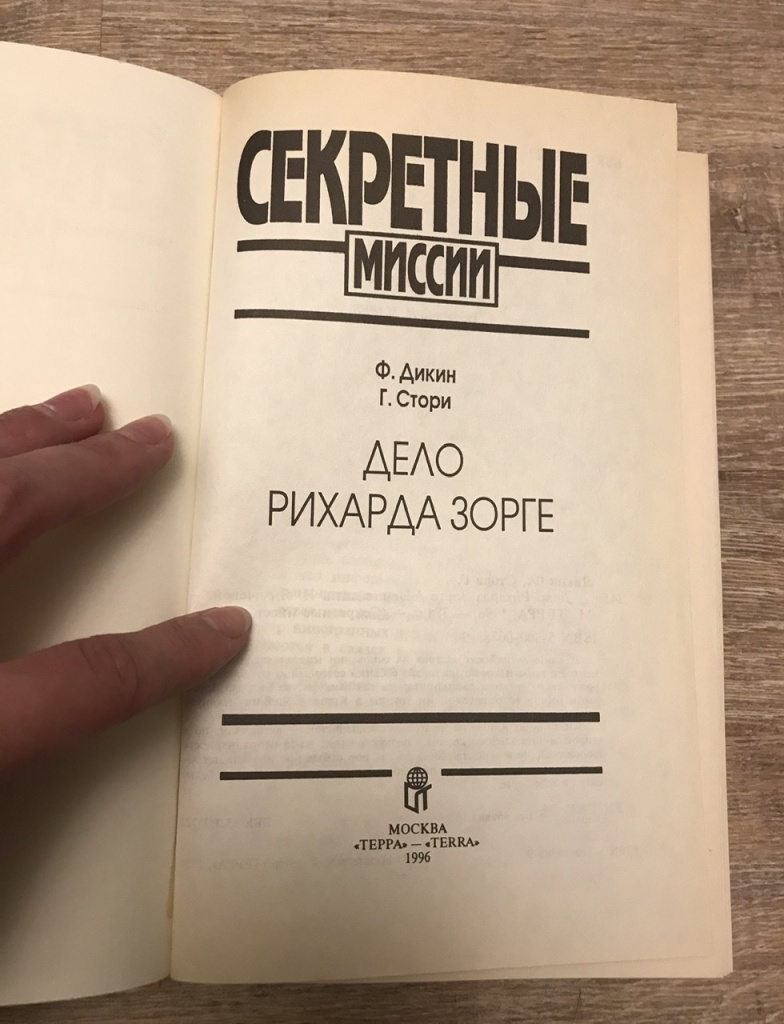 СЕКРЕТНЫЕ
МИССИИ
Ф. Дикин
Г. Стори
ДЕЛО
РИХАРДА ЗОРГЕ
МОСКВА
«ТЕРРА» — «TERRA»
1996